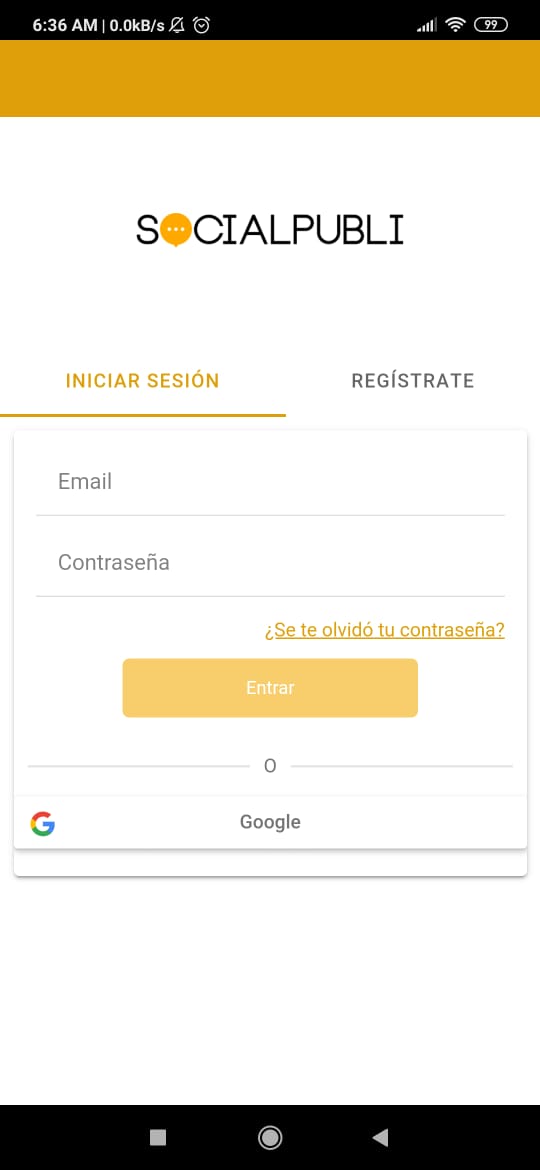 6:36 AM | 0.0kB/s
99
SOCIALPUBLI
INICIAR SESIÓN
REGÍSTRATE
Email
Contraseña
¿Se te olvidó tu contraseña?
Entrar
O
Google